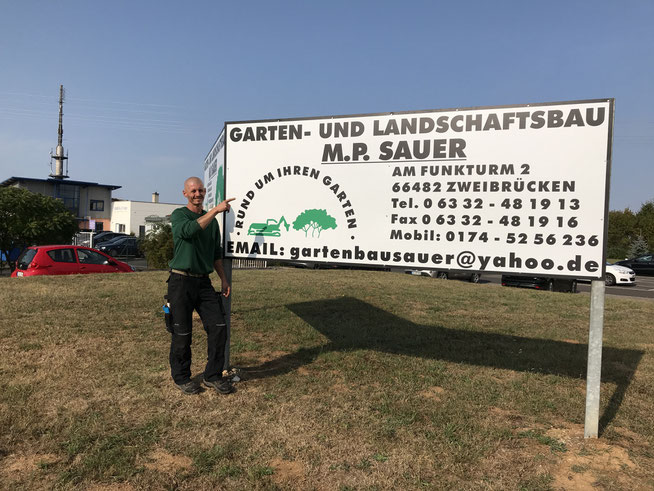 GARTEN- UND LANDSCHAFTSBAU
M.P. SAUER
RUND UM IHREN GARTEN
AM FUNKTURM 2
66482 ZWEIBRÜCKEN
Tel. 0 63 32 - 48 19 13
Fax 0 63 32 - 48 19 16
Mobil: 0174 - 52 56 236
EMAIL: gartenbausauer@yahoo.de